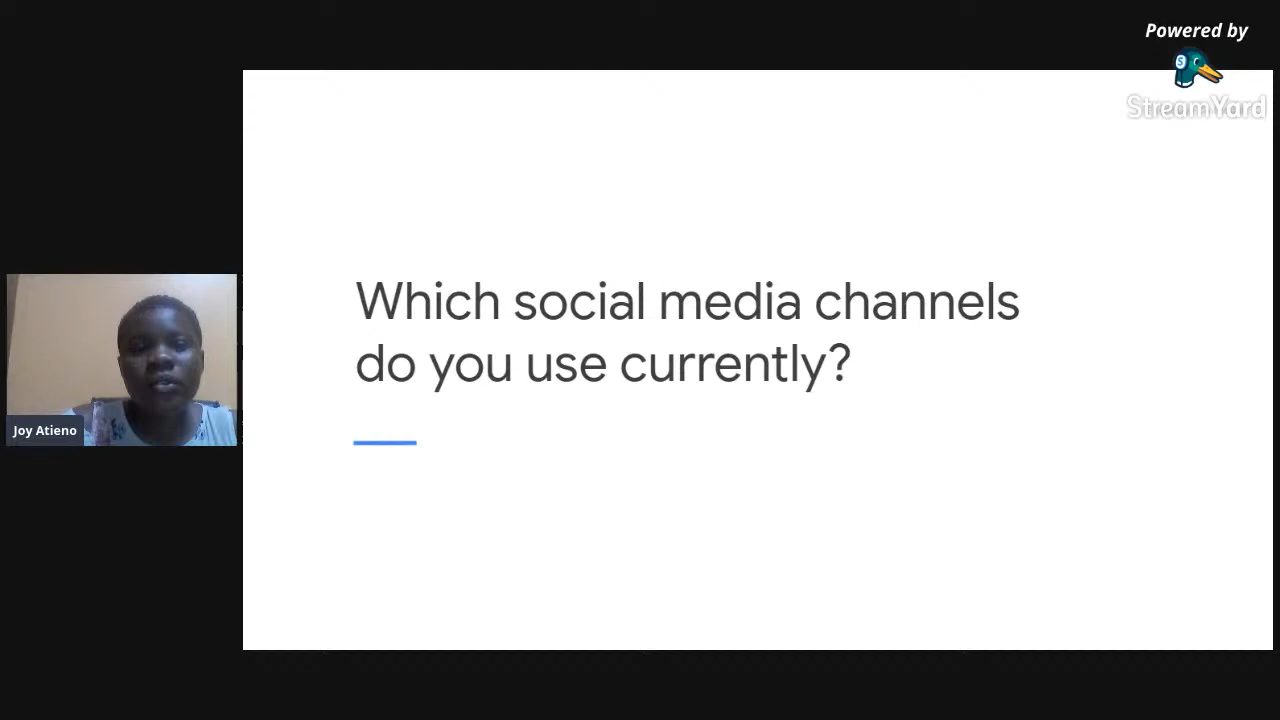 Powered by
StreamYard
Which social media channels
do you use currently?
Joy Atieno